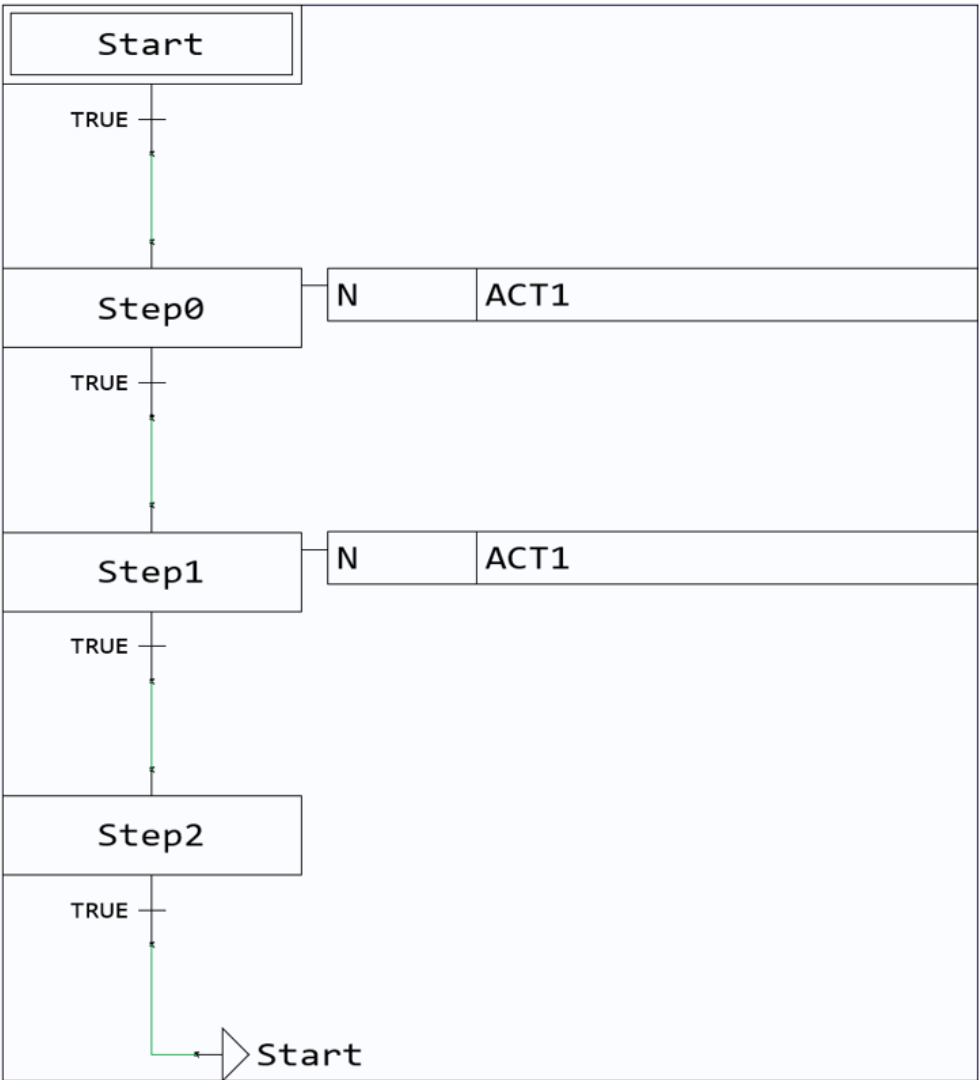 Start
TRUE
Step0
N ACT1
TRUE
Step1
N ACT1
TRUE
Step2
TRUE
Start